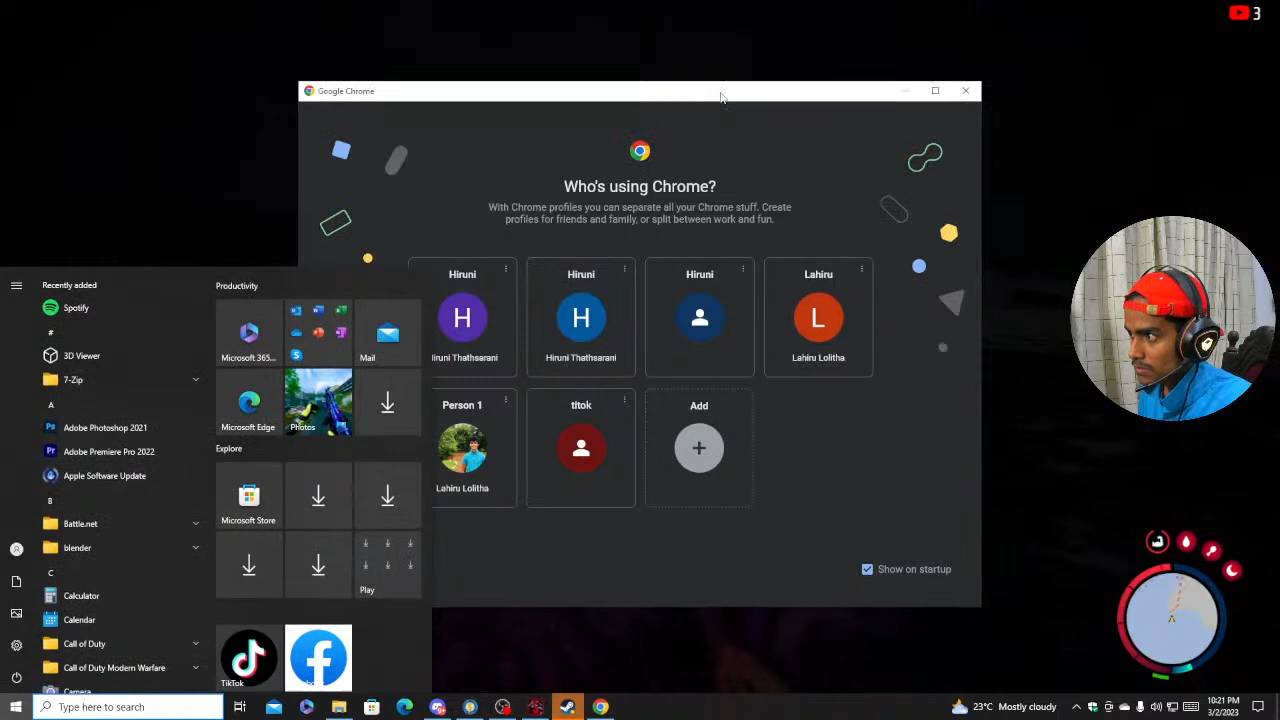 3
Google Chrome
Who's using Chrome?
With Chrome profiles you can separate all your Chrome stuff. Create
profiles for friends and family, or split between work and fun.
Hiruni
Hiruni
Hiruni
Lahiru
H
H
L
Hiruni Thathsarani
Hiruni Thathsarani
Lahiru Lolitha
Person 1
titok
Add
Lahiru Lolitha
Show on startup
Recently added
Spotify
#
3D Viewer
7-Zip
A
Adobe Photoshop 2021
Adobe Premiere Pro 2022
Apple Software Update
B
Battle.net
blender
C
Calculator
Calendar
Call of Duty
Call of Duty Modern Warfare
Camera
Productivity
Microsoft 365...
Mail
Microsoft Edge
Photos
Explore
Microsoft Store
Play
TikTok
Type here to search
23°C Mostly cloudy
10:21 PM
3/2/2023